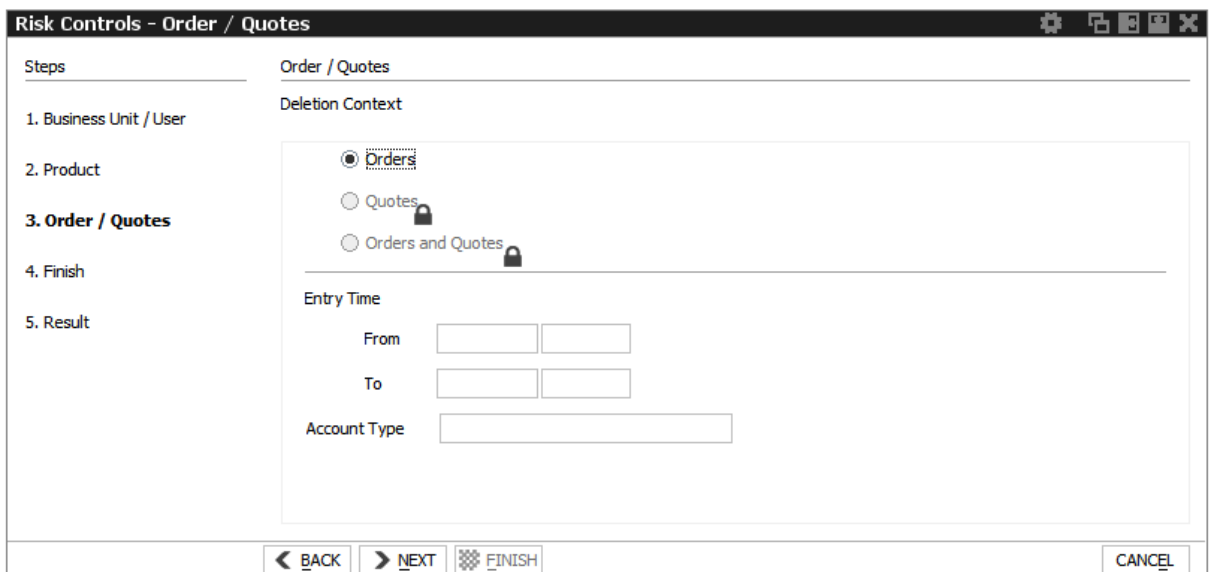 Risk Controls - Order / Quotes
Steps
1. Business Unit / User
2. Product
3. Order / Quotes
4. Finish
5. Result
Order / Quotes
Deletion Context
Orders
Quotes
Orders and Quotes
Entry Time
From
To
Account Type
BACK
NEXT
FINISH
CANCEL